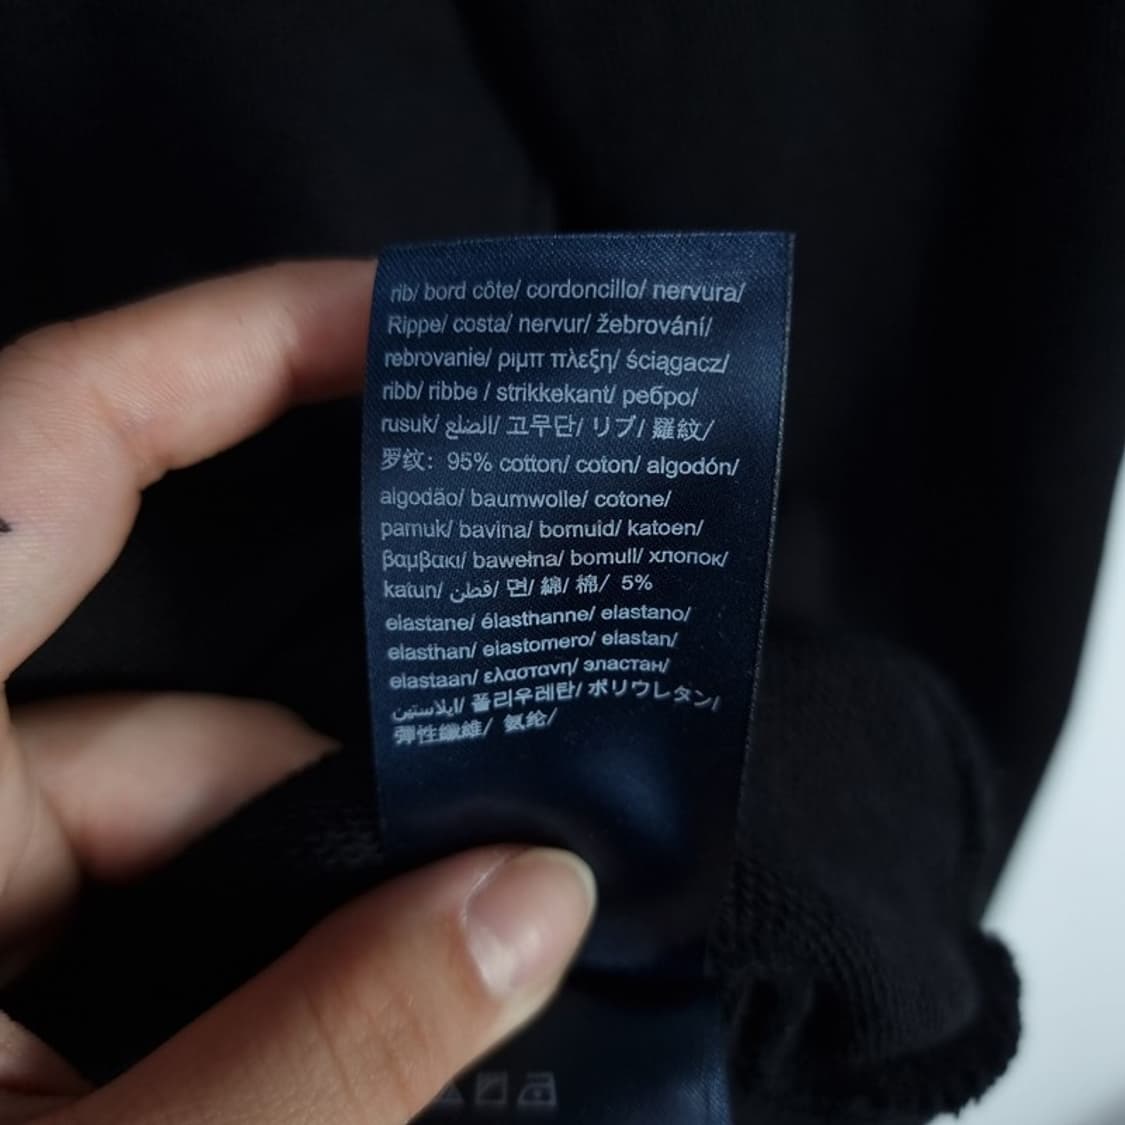 rib/ bord côte/ cordoncillo/ nervura/
Rippe/ costa/ nervur/ žebrování/
rebrovanie/ ριμπ πλεξη/ ściągacz/
ribb/ ribbe / strikkekant/ ребро/
rusuk/ الضلع/ 고무단/ リブ/ 羅紋/
罗纹: 95% cotton/ coton/ algodón/
algodão/ baumwolle/ cotone/
pamuk/ bavlna/ bomuld/ katoen/
βαμβακι/ bawełna/ bomull/ хлопок/
katun/ قطن/ 면/ 綿/ 棉/ 5%
elastane/ élasthanne/ elastano/
elasthan/ elastomero/ elastan/
elastaan/ ελαστανη/ эластан/
ايلاستين/ 폴리우레탄/ ポリウレタン/
彈性纖維/ 氨纶/